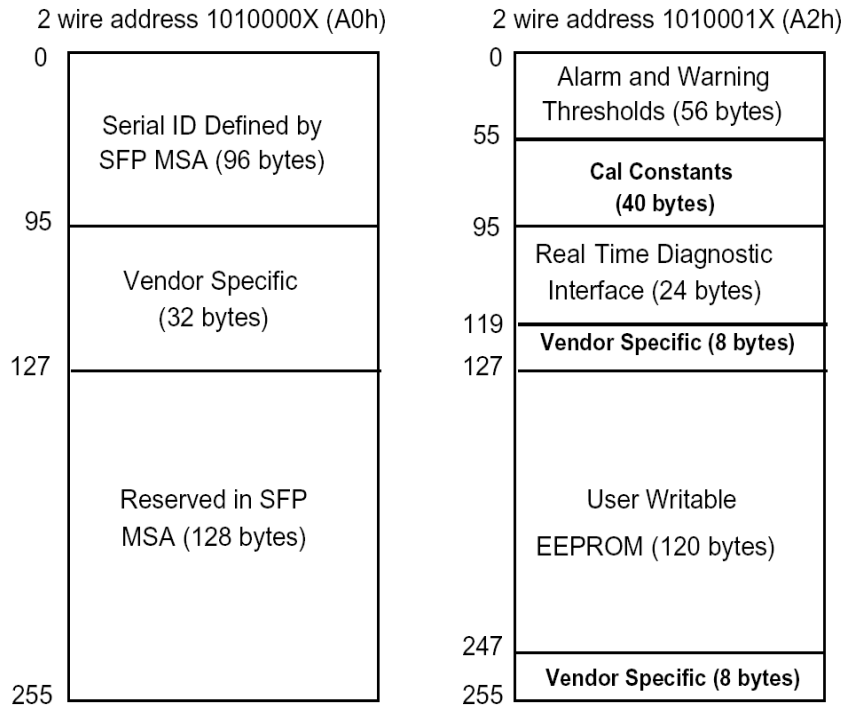 2 wire address 1010000X (A0h)
0
Serial ID Defined by
SFP MSA (96 bytes)
95
Vendor Specific
(32 bytes)
127
Reserved in SFP
MSA (128 bytes)
255
2 wire address 1010001X (A2h)
0
Alarm and Warning
Thresholds (56 bytes)
55
Cal Constants
(40 bytes)
95
Real Time Diagnostic
Interface (24 bytes)
119
Vendor Specific (8 bytes)
127
User Writable
EEPROM (120 bytes)
247
Vendor Specific (8 bytes)
255